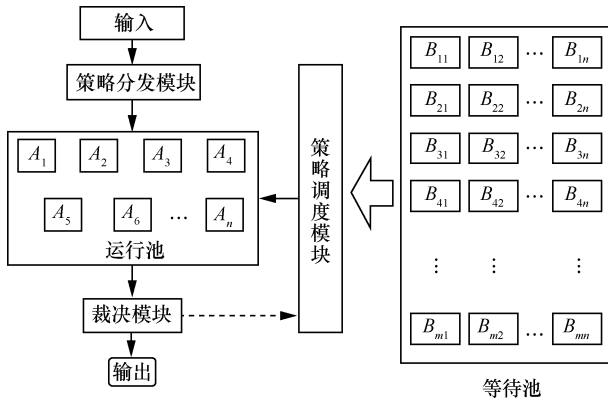 输入
策略分发模块
A₁ A₂ A₃ A₄
A₅ A₆ … Aₙ
运行池
裁决模块
输出
策略调度模块
B₁₁ B₁₂ … B₁ₙ
B₂₁ B₂₂ … B₂ₙ
B₃₁ B₃₂ … B₃ₙ
B₄₁ B₄₂ … B₄ₙ
⋮ ⋮ ⋮
Bₘ₁ Bₘ₂ … Bₘₙ
等待池